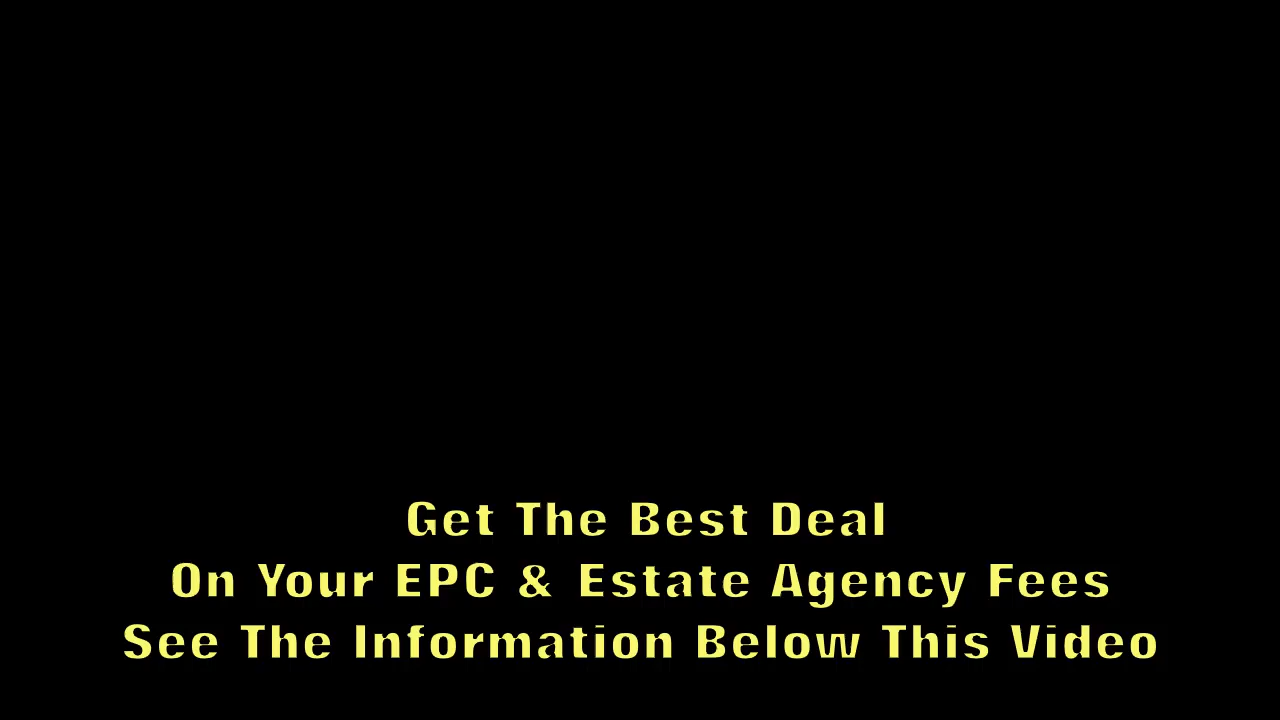 Get The Best Deal
On Your EPC & Estate Agency Fees
See The Information Below This Video